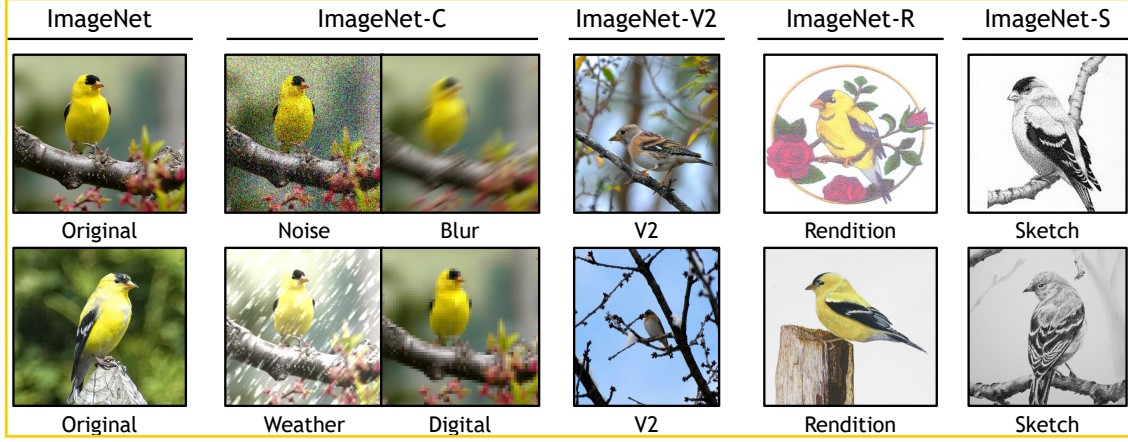 ImageNet
ImageNet-C
ImageNet-V2
ImageNet-R
ImageNet-S
Original
Noise
Blur
V2
Rendition
Sketch
Original
Weather
Digital
V2
Rendition
Sketch